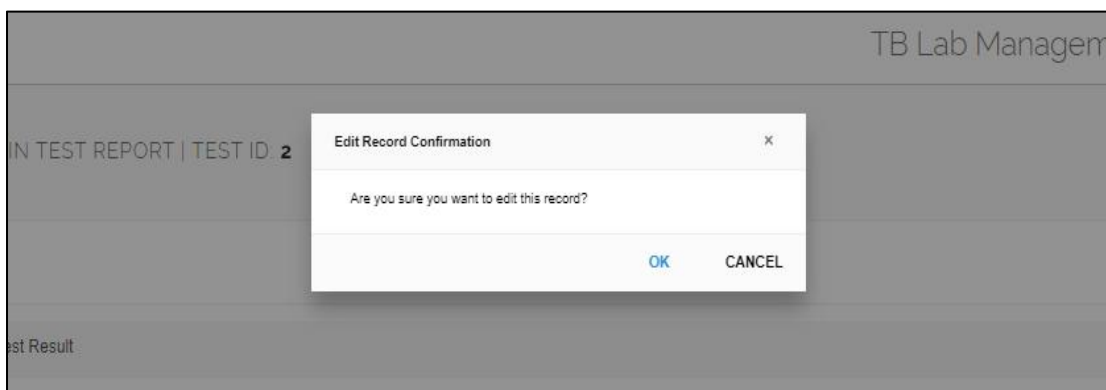 TB Lab Managem
IN TEST REPORT | TEST ID: 2
Edit Record Confirmation
×
Are you sure you want to edit this record?
OK CANCEL
est Result